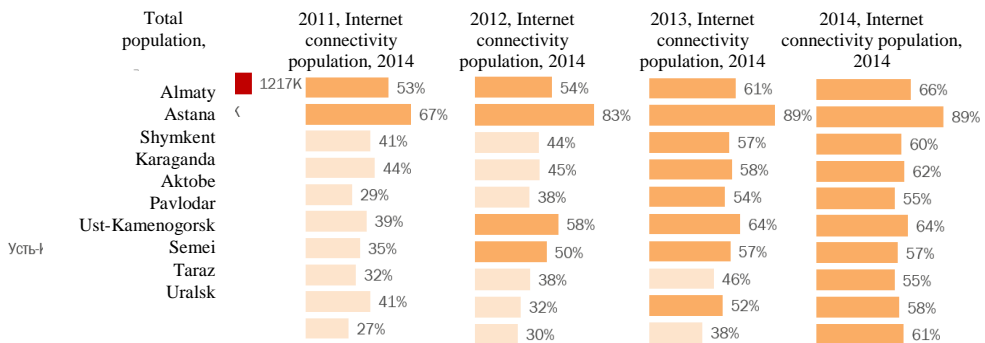 Total
population,
2011, Internet
connectivity
population, 2014
2012, Internet
connectivity
population, 2014
2013, Internet
connectivity
population, 2014
2014, Internet
connectivity population,
2014
Almaty
Astana
Shymkent
Karaganda
Aktobe
Pavlodar
Ust-Kamenogorsk
Semei
Taraz
Uralsk
Усть-
1217K
53%
67%
41%
44%
29%
39%
35%
32%
41%
27%
54%
83%
44%
45%
38%
58%
50%
38%
32%
30%
61%
89%
57%
58%
54%
64%
57%
46%
52%
38%
66%
89%
60%
62%
55%
64%
57%
55%
58%
61%